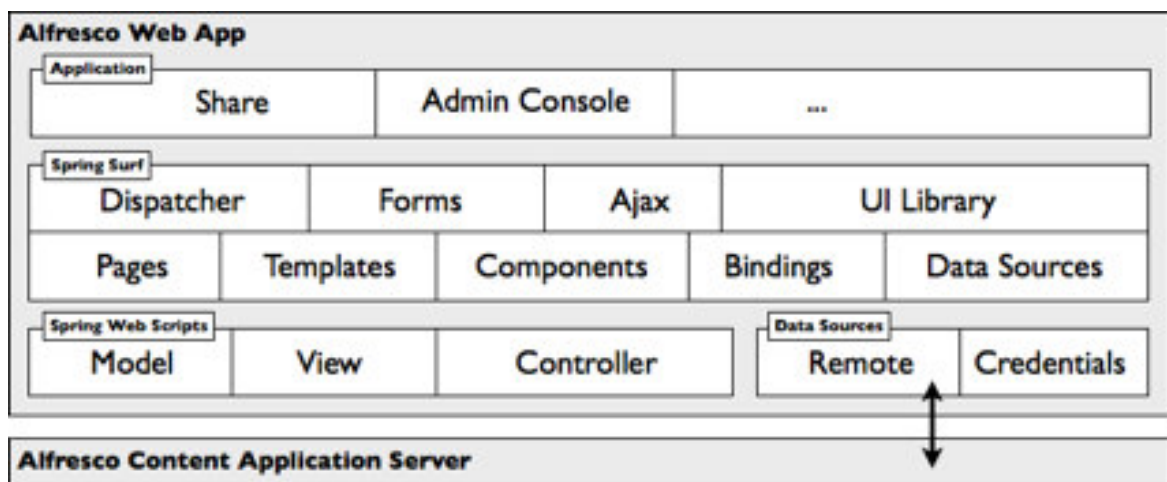 Alfresco Web App
Application
Share Admin Console ...
Spring Surf
Dispatcher Forms Ajax UI Library
Pages Templates Components Bindings Data Sources
Spring Web Scripts Data Sources
Model View Controller Remote Credentials
Alfresco Content Application Server